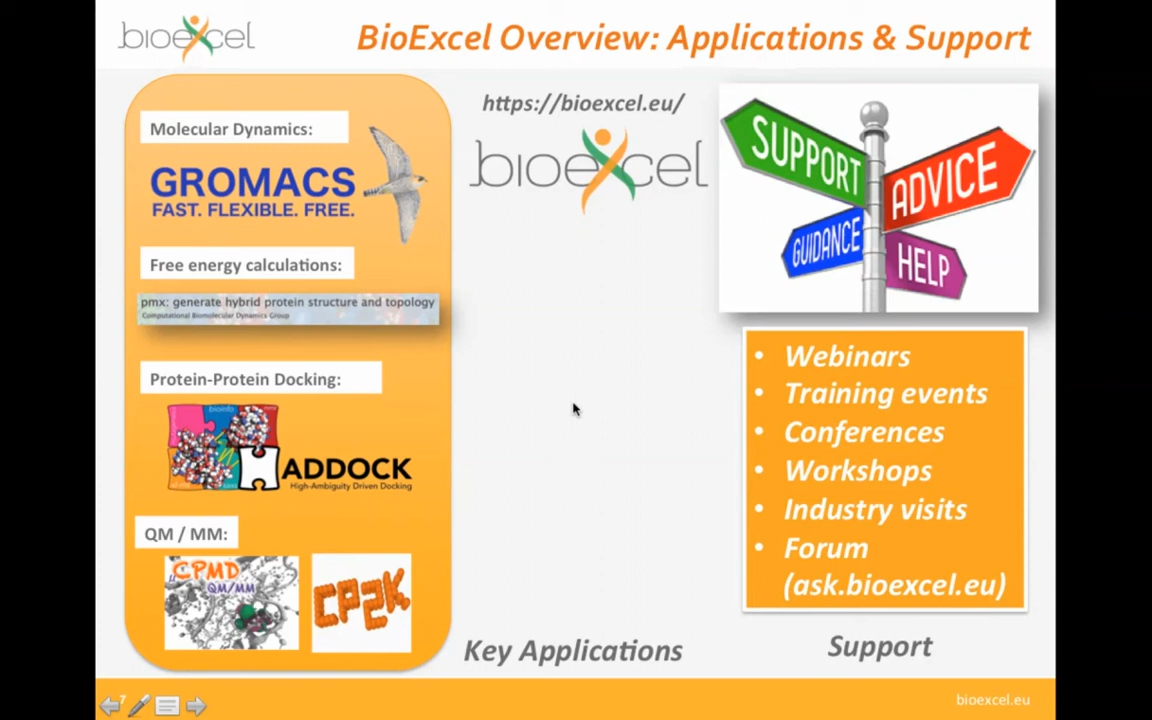 bioexcel
BioExcel Overview: Applications & Support
Molecular Dynamics:
GROMACS
FAST. FLEXIBLE. FREE.
Free energy calculations:
pmx: generate hybrid protein structure and topology
Computational Biomolecular Dynamics Group
Protein-Protein Docking:
bioinfo
ADDOCK
High-Ambiguity Driven Docking
QM / MM:
CPMD
QM/MM
CP2K
https://bioexcel.eu/
bioexcel
Key Applications
SUPPORT
ADVICE
GUIDANCE
HELP
• Webinars
• Training events
• Conferences
• Workshops
• Industry visits
• Forum
(ask.bioexcel.eu)
Support
7
bioexcel.eu